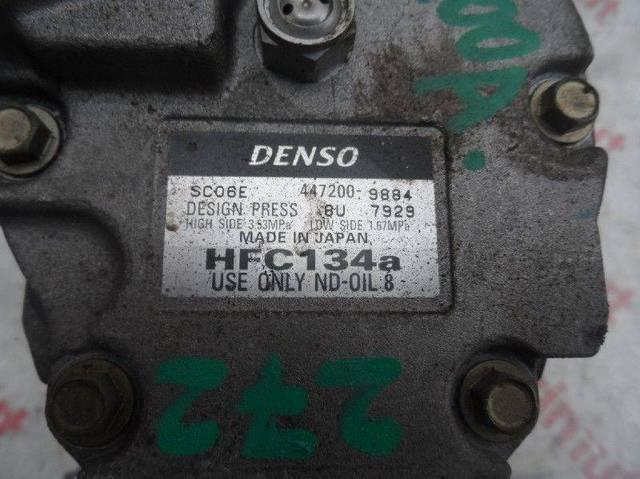 00A.
DENSO
SC06E 447200-9884
DESIGN PRESS 8U 7929
HIGH SIDE 3.53MPa LOW SIDE 1.67MPa
MADE IN JAPAN
HFC134a
USE ONLY ND-OIL 8
272